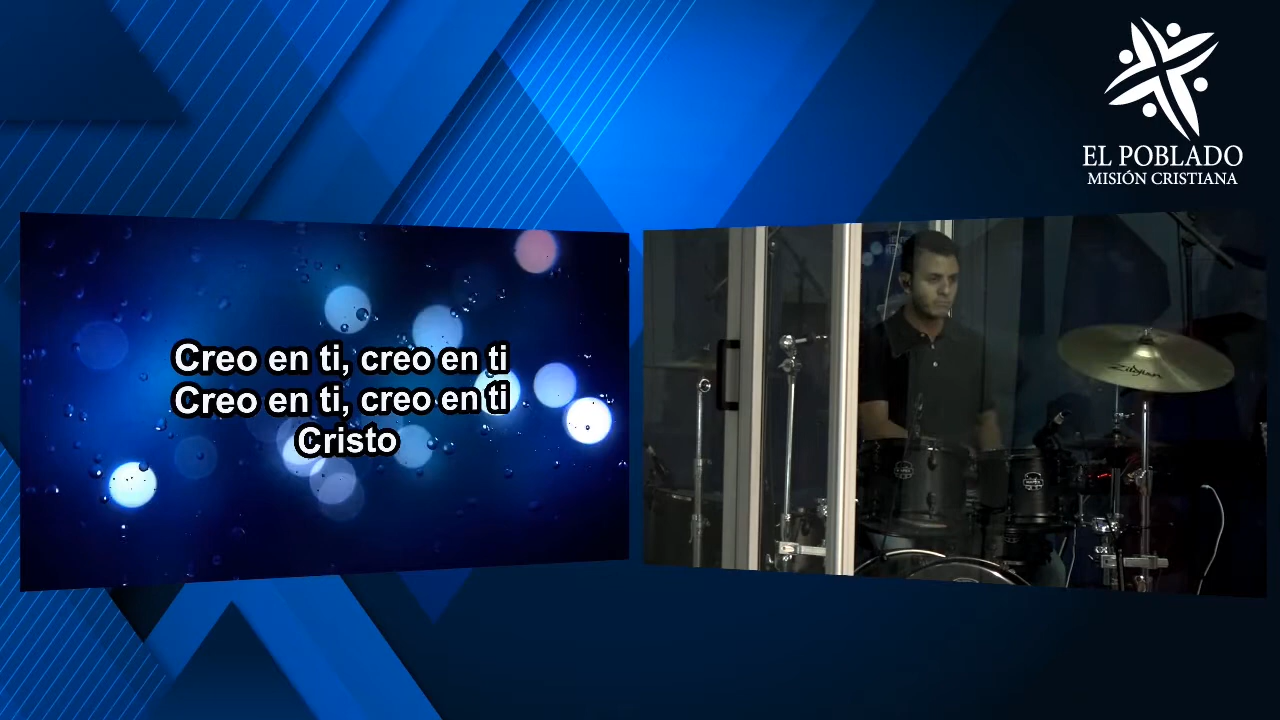 EL POBLADO
MISIÓN CRISTIANA
Creo en ti, creo en ti
Creo en ti, creo en ti
Cristo
Zildjian